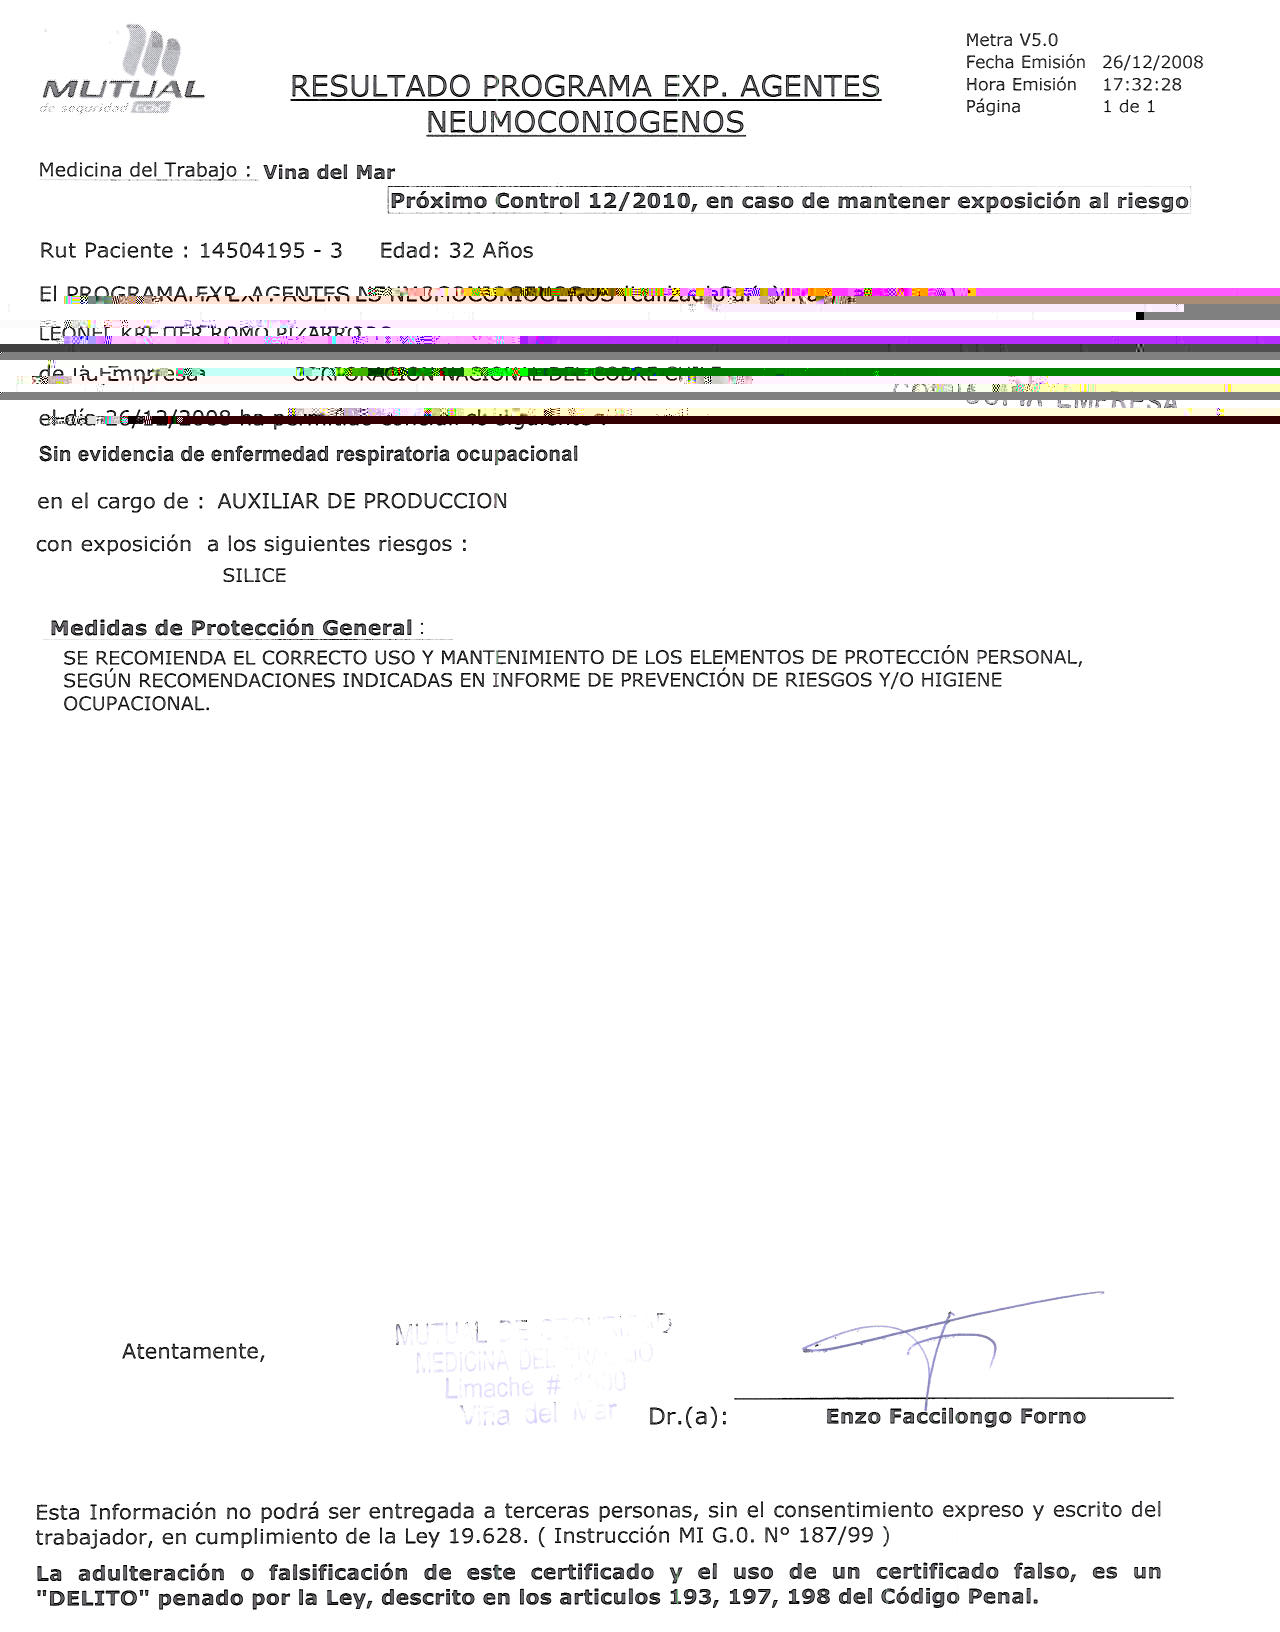 MUTUAL
de seguridad CChC
Metra V5.0
Fecha Emisión 26/12/2008
Hora Emisión 17:32:28
Página 1 de 1
RESULTADO PROGRAMA EXP. AGENTES
NEUMOCONIOGENOS
Medicina del Trabajo : Vina del Mar
Próximo Control 12/2010, en caso de mantener exposición al riesgo
Rut Paciente : 14504195 - 3 Edad: 32 Años
El PROGRAMA EXP. AGENTES NEUMOCONIOGENOS
LEONEL ROMO PIZARRO
de la Empresa CORPORACION NACIONAL DEL COBRE CHILE
COPIA EMPRESA
el día 26/12/2008 ha permitido concluir lo siguiente :
Sin evidencia de enfermedad respiratoria ocupacional
en el cargo de : AUXILIAR DE PRODUCCION
con exposición a los siguientes riesgos :
SILICE
Medidas de Protección General :
SE RECOMIENDA EL CORRECTO USO Y MANTENIMIENTO DE LOS ELEMENTOS DE PROTECCIÓN PERSONAL,
SEGÚN RECOMENDACIONES INDICADAS EN INFORME DE PREVENCIÓN DE RIESGOS Y/O HIGIENE
OCUPACIONAL.
Atentamente,
MUTUAL DE SEGURIDAD
MEDICINA DEL TRABAJO
Limache #
Viña del Mar
Dr.(a):
Enzo Faccilongo Forno
Esta Información no podrá ser entregada a terceras personas, sin el consentimiento expreso y escrito del
trabajador, en cumplimiento de la Ley 19.628. ( Instrucción MI G.0. Nº 187/99 )
La adulteración o falsificación de este certificado y el uso de un certificado falso, es un
"DELITO" penado por la Ley, descrito en los articulos 193, 197, 198 del Código Penal.